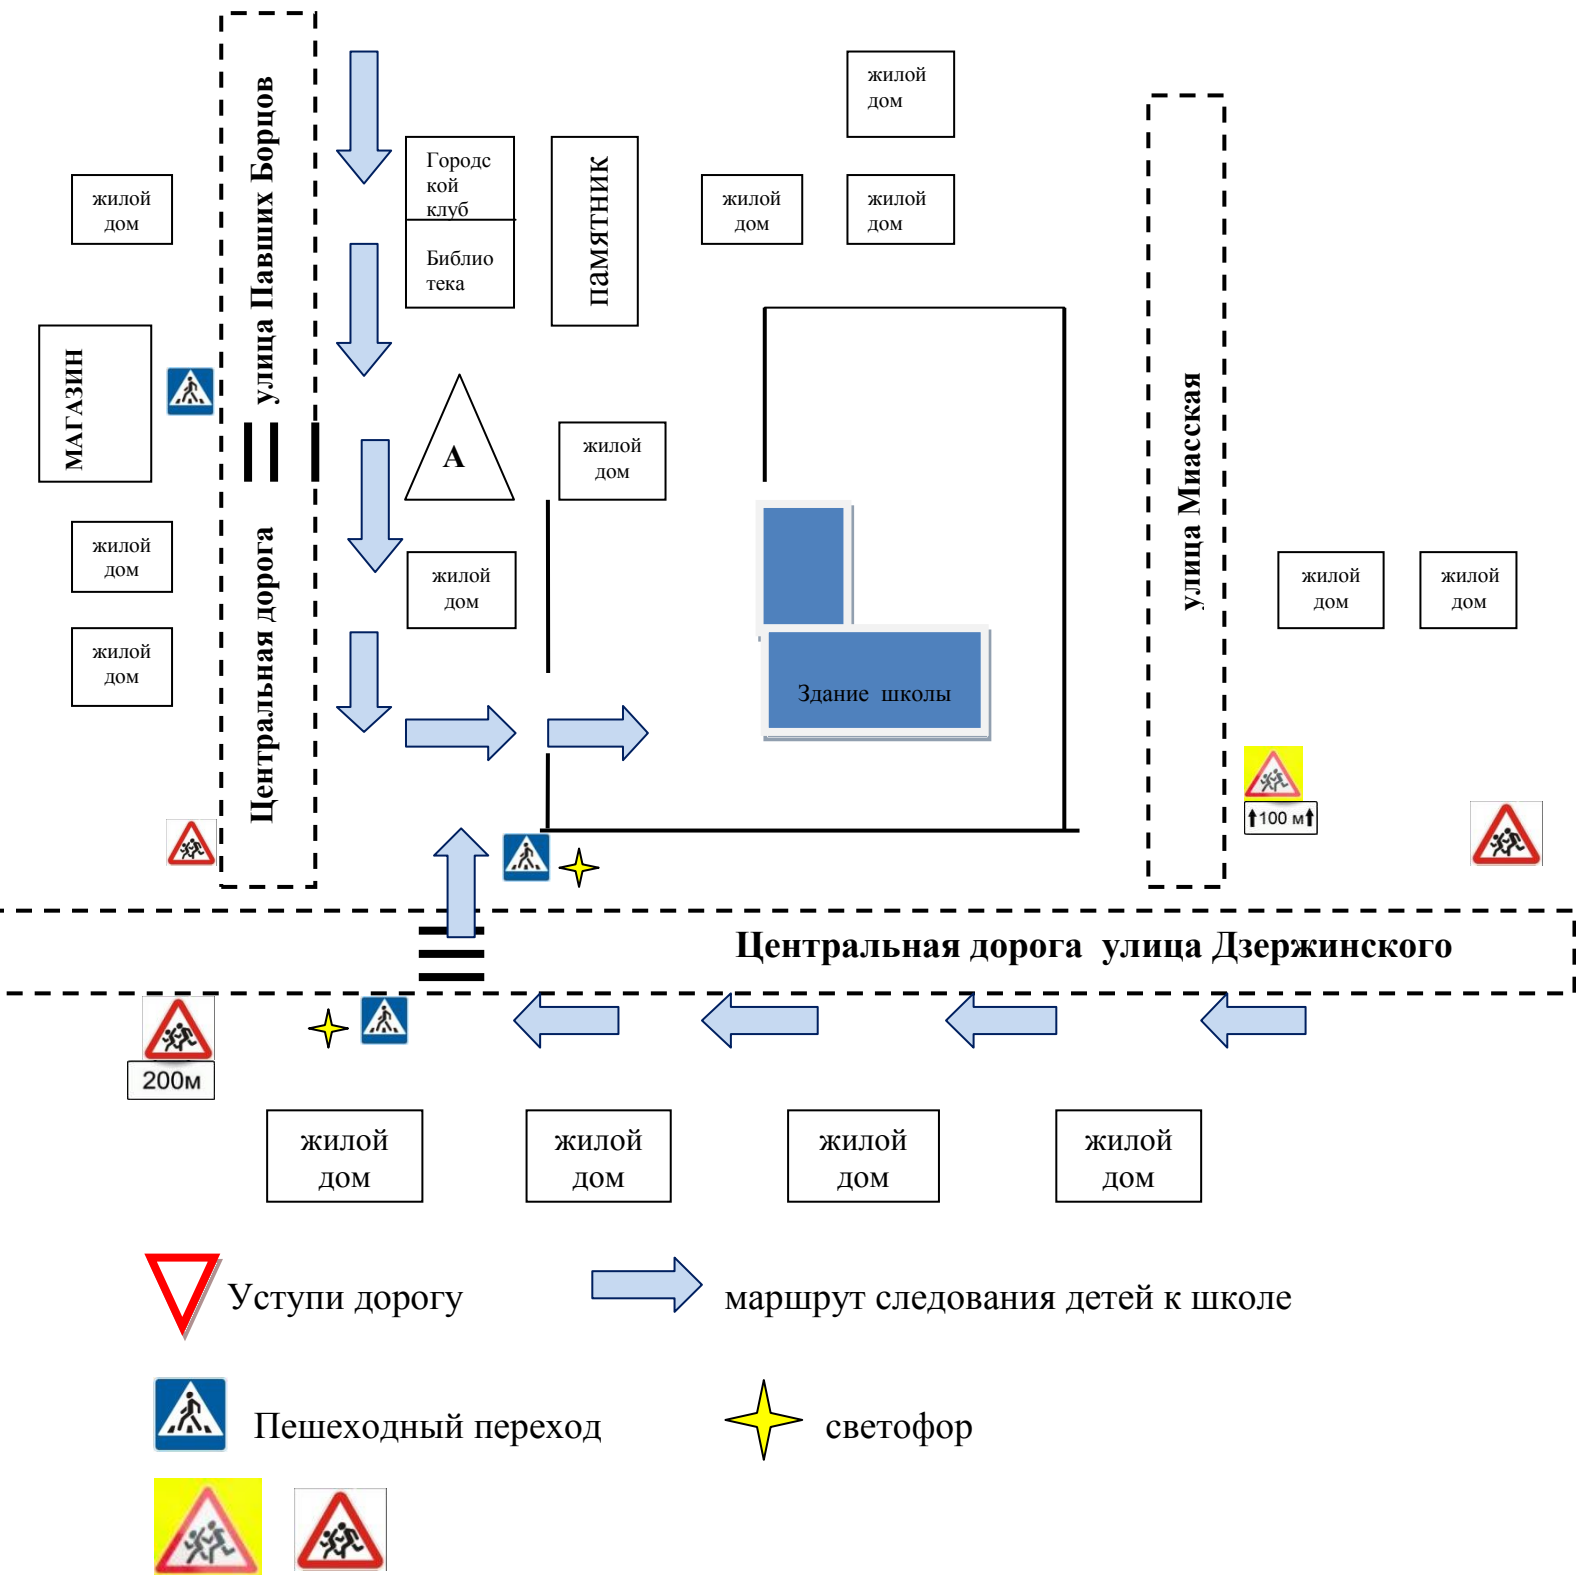 жилой
дом
улица Павших Борцов
Городс
кой
клуб
Библио
тека
памятник
жилой
дом
жилой
дом
жилой
дом
МАГАЗИН
А
жилой
дом
улица Миасская
жилой
дом
жилой
дом
Центральная дорога
жилой
дом
жилой
дом
жилой
дом
Здание школы
100 м
Центральная дорога улица Дзержинского
200м
жилой
дом
жилой
дом
жилой
дом
жилой
дом
Уступи дорогу
маршрут следования детей к школе
Пешеходный переход
светофор